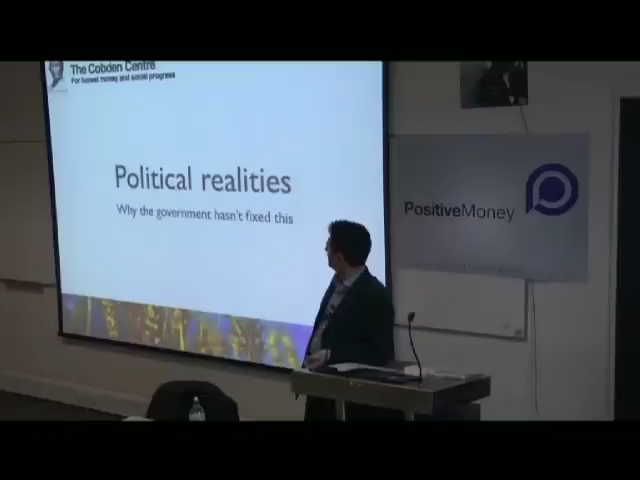 The Cobden Centre
For honest money and social progress
Political realities
Why the government hasn't fixed this
PositiveMoney